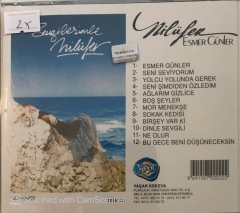 2x
Sevgilerimle
Nilüfer
Nilüfer
ESMER GÜNLER
1- ESMER GÜNLER
2- SENİ SEVİYORUM
3- YOLCU YOLUNDA GEREK
4- SENİ ŞİMDİDEN ÖZLEDİM
5- AĞLARIM GİZLİCE
6- BOŞ ŞEYLER
7- MOR MENEKŞE
8- SOKAK KEDİSİ
9- BİRŞEY VAR Kİ
10- DİNLE SEVGİLİ
11- NE OLUR
12- BU GECE BENİ DÜŞÜNECEKSİN
YAŞAR KEKEVA
Scanned with CamScanner